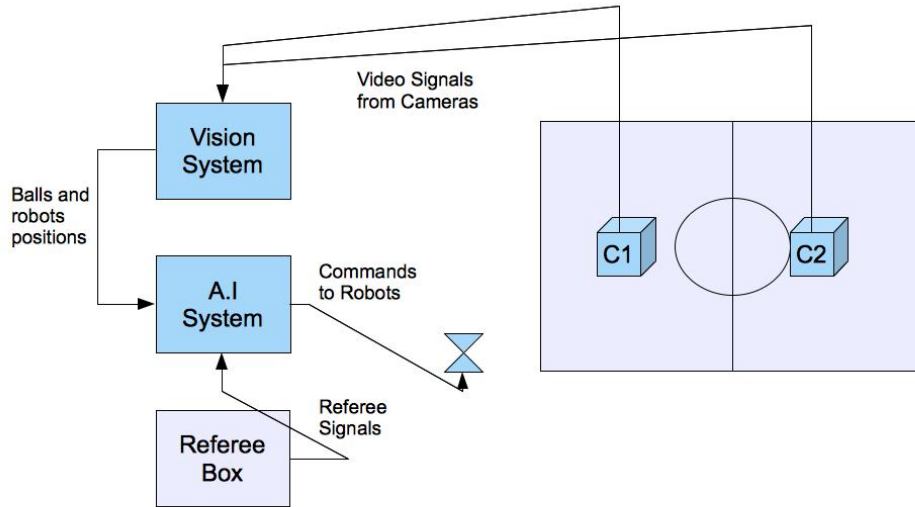 Video Signals
from Cameras
Vision
System
Balls and
robots
positions
C1
C2
A.I
System
Commands
to Robots
Referee
Signals
Referee
Box